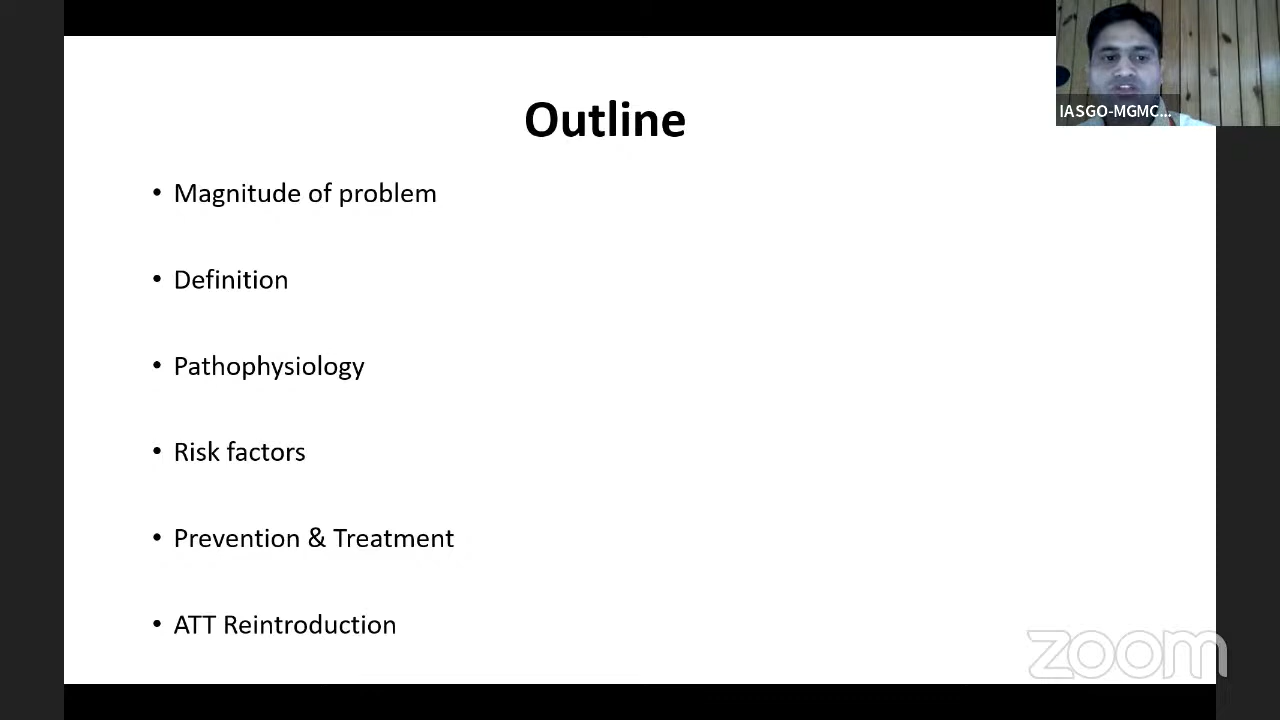 Outline
IASGO-MGMC...
• Magnitude of problem
• Definition
• Pathophysiology
• Risk factors
• Prevention & Treatment
• ATT Reintroduction
zoom